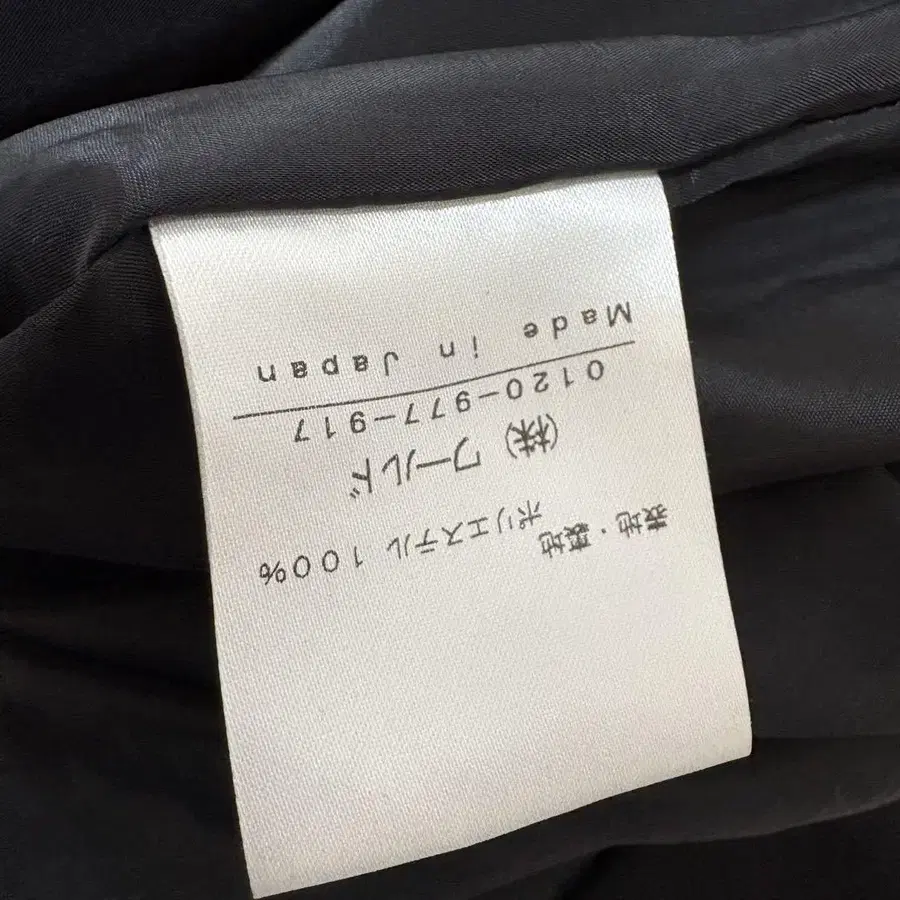 表地・裏地
ポリエステル 100%
(株)ワールド
0120-977-917
Made in Japan